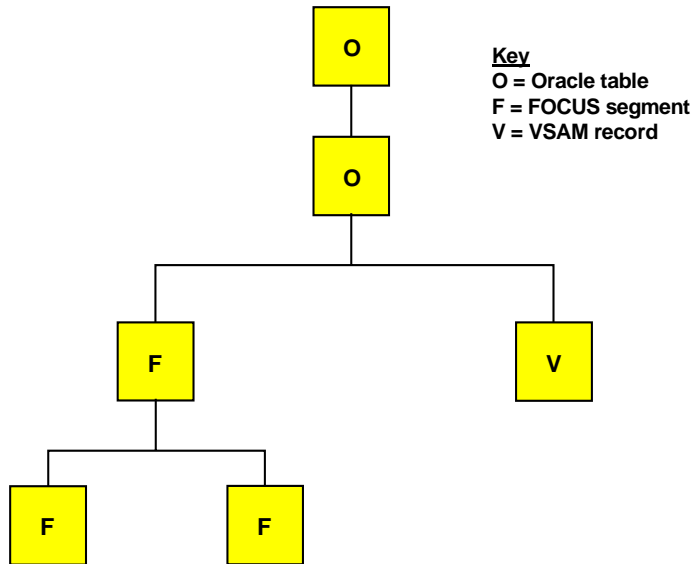 O
Key
O = Oracle table
F = FOCUS segment
V = VSAM record
O
F
V
F
F